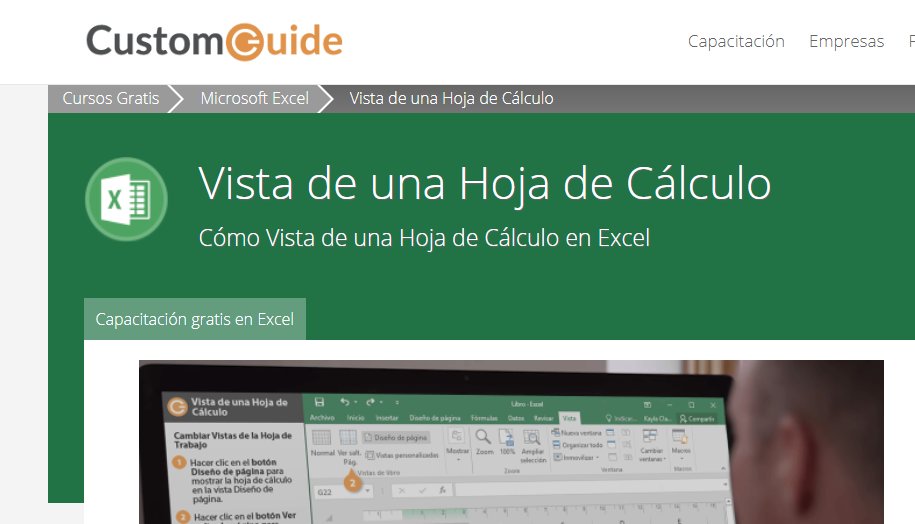 CustomGuide
Capacitación Empresas
Cursos Gratis Microsoft Excel Vista de una Hoja de Cálculo
Vista de una Hoja de Cálculo
Cómo Vista de una Hoja de Cálculo en Excel
Capacitación gratis en Excel
Vista de una Hoja de
Cálculo
Cambiar Vistas de la Hoja de
Trabajo
1 Hacer clic en el botón
Diseño de página para
mostrar la hoja de cálculo
en la vista Diseño de
página.
2 Hacer clic en el botón Ver
Libro - Excel
Archivo Inicio Insertar Diseño de página Fórmulas Datos Revisar Vista Indicar... Kayla Cla... Compartir
Normal Ver salt. Pág.
Diseño de página
Vistas personalizadas
Vistas de libro
2
Mostrar
Zoom 100% Ampliar selección
Zoom
Nueva ventana
Organizar todo
Inmovilizar
Cambiar ventanas
Ventana
Macros
Macros
G22
fx